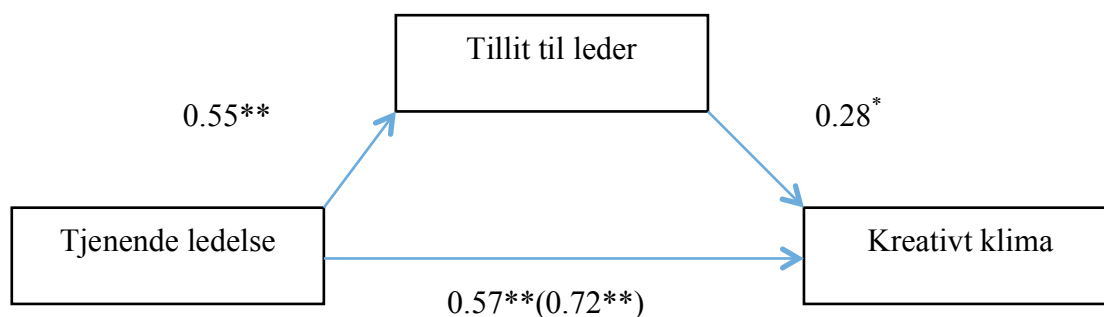 Tillit til leder
0.55**
0.28*
Tjenende ledelse
Kreativt klima
0.57**(0.72**)